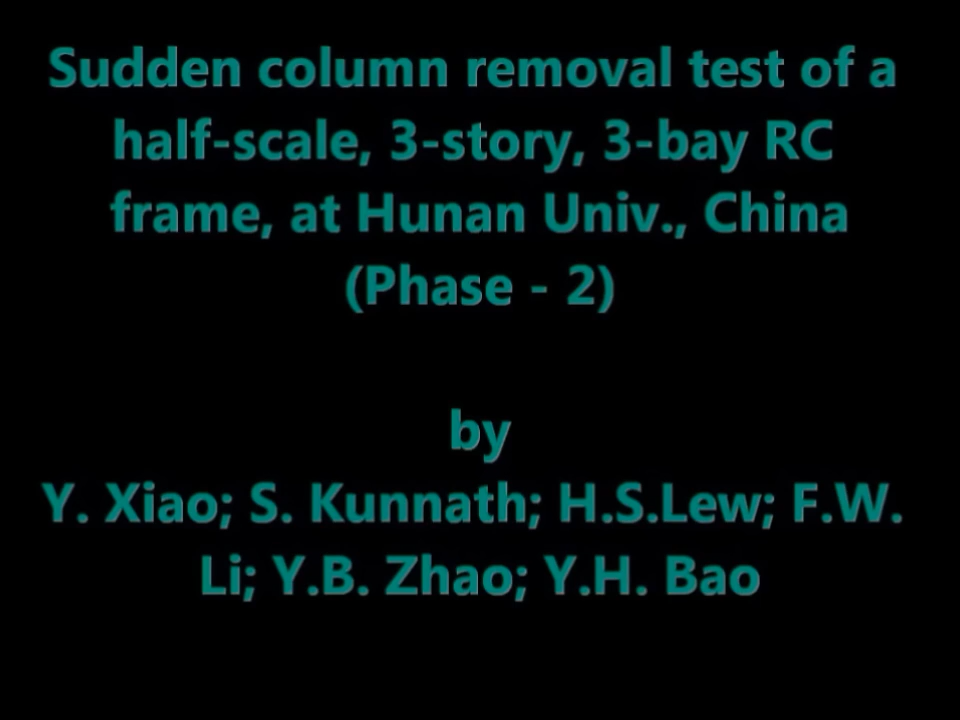 Sudden column removal test of a
half-scale, 3-story, 3-bay RC
frame, at Hunan Univ., China
(Phase - 2)
by
Y. Xiao; S. Kunnath; H.S.Lew; F.W.
Li; Y.B. Zhao; Y.H. Bao